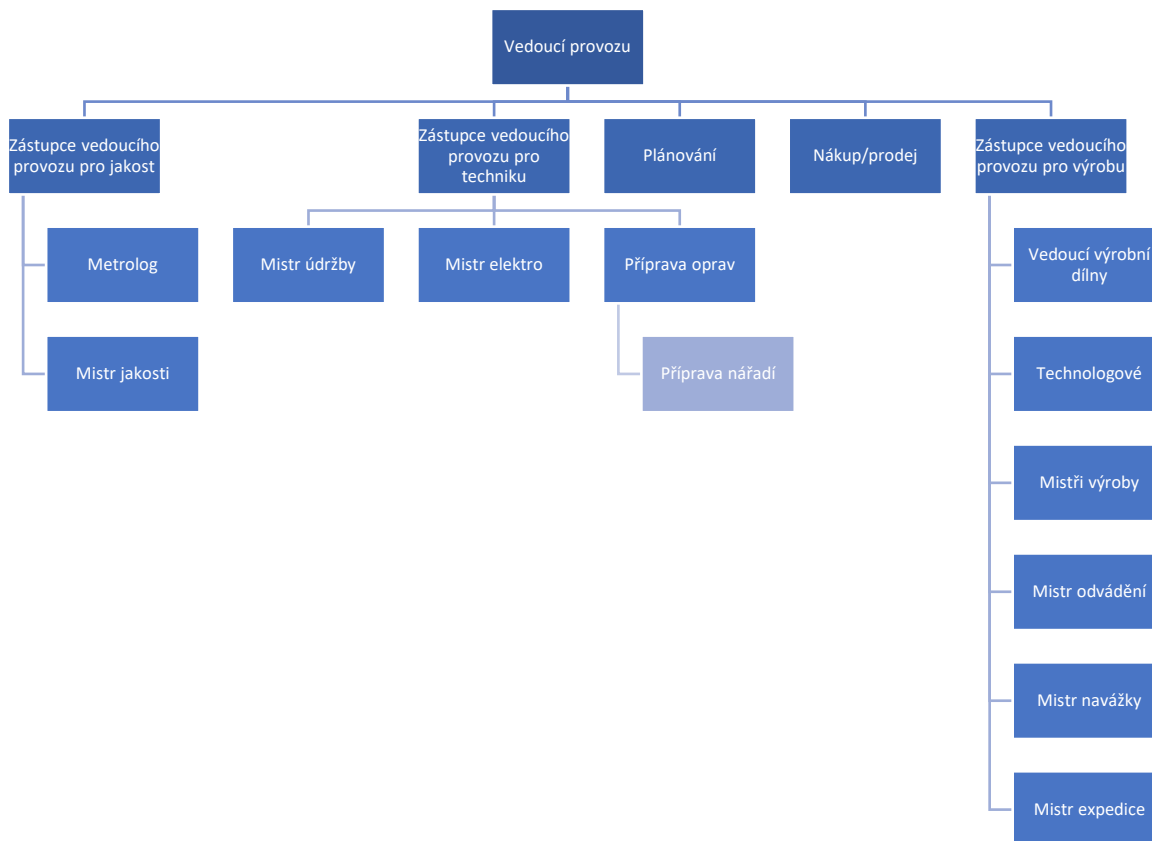 Vedoucí provozu
Zástupce vedoucího
provozu pro jakost
Zástupce vedoucího
provozu pro
techniku
Plánování
Nákup/prodej
Zástupce vedoucího
provozu pro výrobu
Metrolog
Mistr jakosti
Mistr údržby
Mistr elektro
Příprava oprav
Příprava nářadí
Vedoucí výrobní
dílny
Technologové
Mistři výroby
Mistr odvádění
Mistr navážky
Mistr expedice